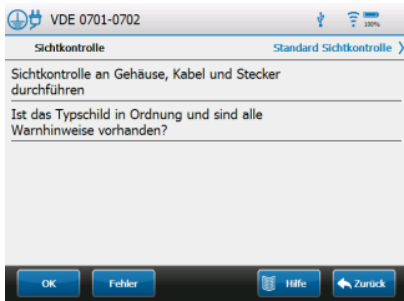 VDE 0701-0702
100%
Sichtkontrolle
Standard Sichtkontrolle
Sichtkontrolle an Gehäuse, Kabel und Stecker
durchführen
Ist das Typschild in Ordnung und sind alle
Warnhinweise vorhanden?
OK
Fehler
Hilfe
Zurück